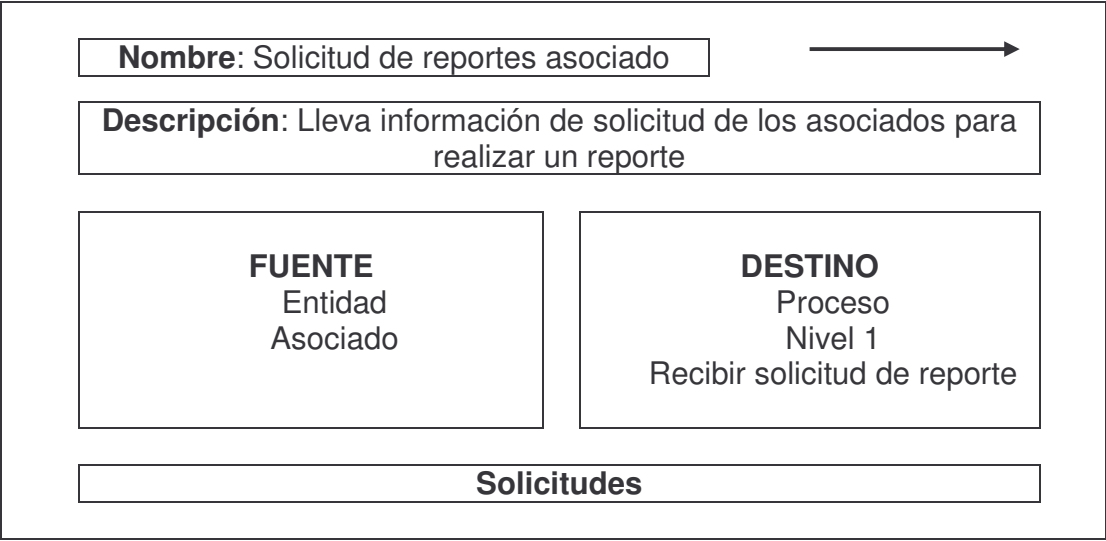 Nombre: Solicitud de reportes asociado
Descripción: Lleva información de solicitud de los asociados para
realizar un reporte
FUENTE
Entidad
Asociado
DESTINO
Proceso
Nivel 1
Recibir solicitud de reporte
Solicitudes